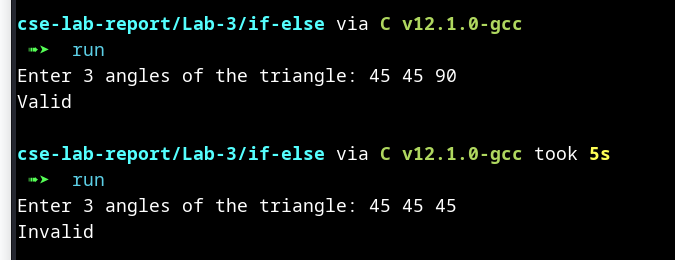 cse-lab-report/Lab-3/if-else via C v12.1.0-gcc
➠➤ run
Enter 3 angles of the triangle: 45 45 90
Valid
cse-lab-report/Lab-3/if-else via C v12.1.0-gcc took 5s
➠➤ run
Enter 3 angles of the triangle: 45 45 45
Invalid